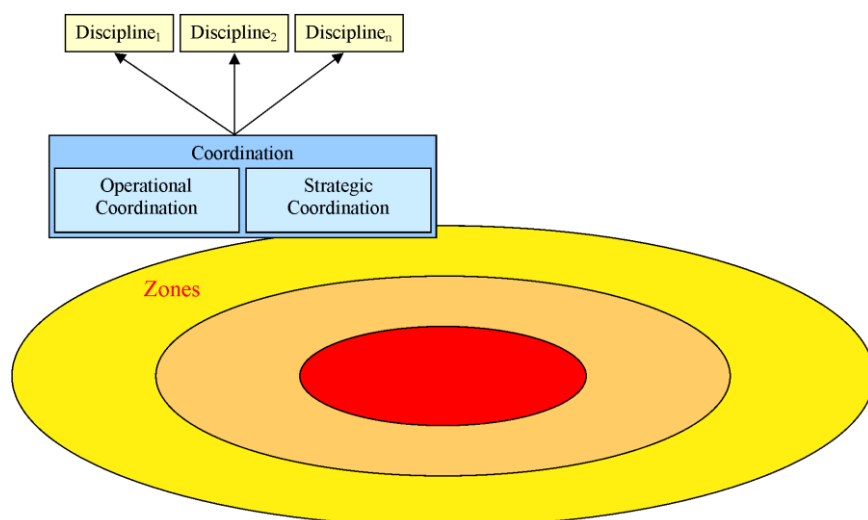 Discipline₁ Discipline₂ Disciplineₙ
Coordination
Operational
Coordination
Strategic
Coordination
Zones